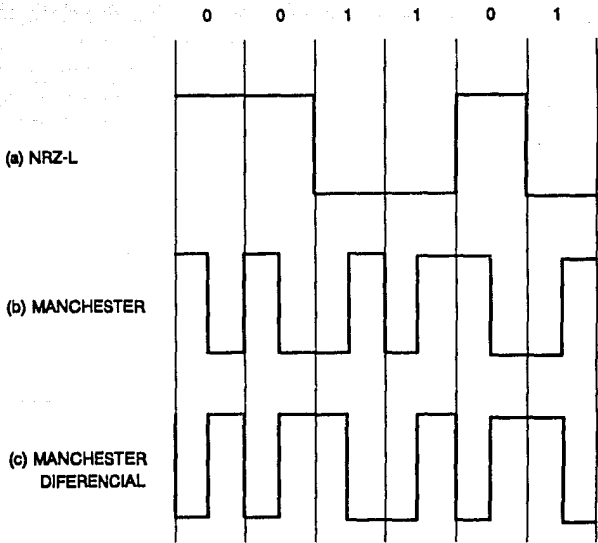 0 0 1 1 0 1
(a) NRZ-L
(b) MANCHESTER
(c) MANCHESTER
DIFERENCIAL